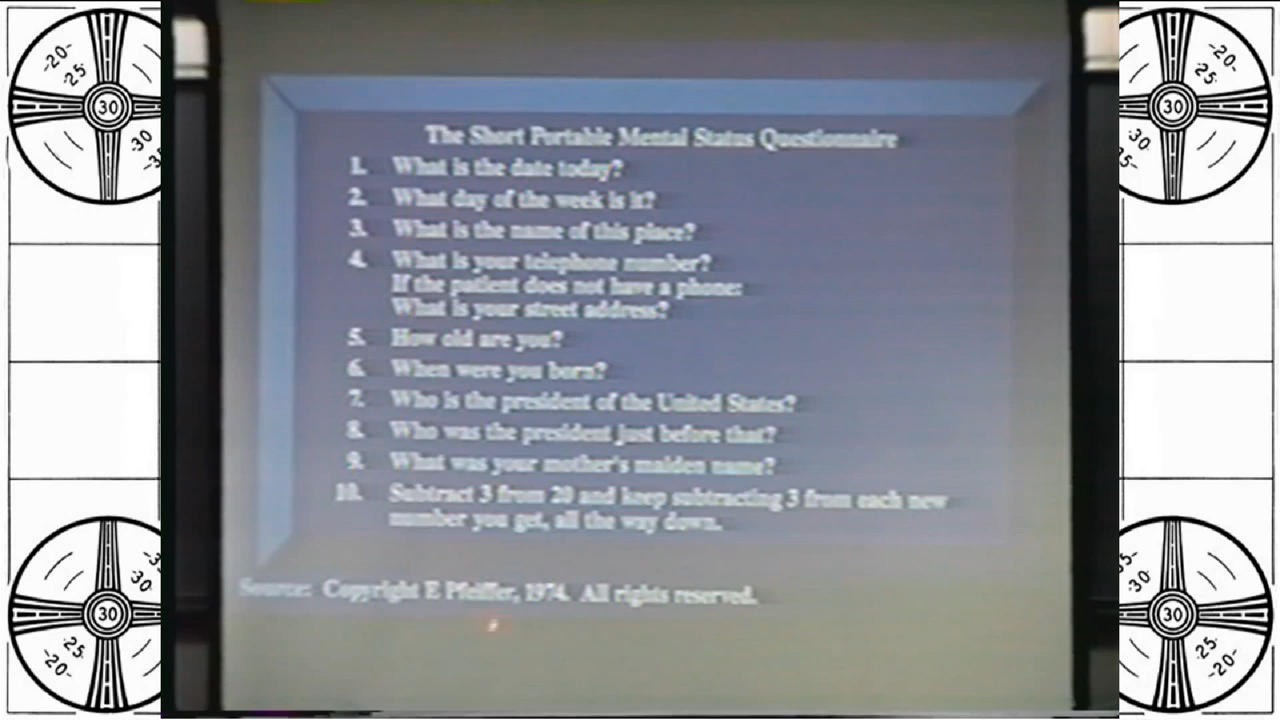 The Short Portable Mental Status Questionnaire
1. What is the date today?
2. What day of the week is it?
3. What is the name of this place?
4. What is your telephone number?
If the patient does not have a phone:
What is your street address?
5. How old are you?
6. When were you born?
7. Who is the president of the United States?
8. Who was the president just before that?
9. What was your mother's maiden name?
10. Subtract 3 from 20 and keep subtracting 3 from each new
number you get, all the way down.
Source: Copyright E Pfeiffer, 1974. All rights reserved.
-20-
25
30
30
-3
-20-
25
30
30
5-
-3
30
30
25
-20-
35-
30
30
25
-20-